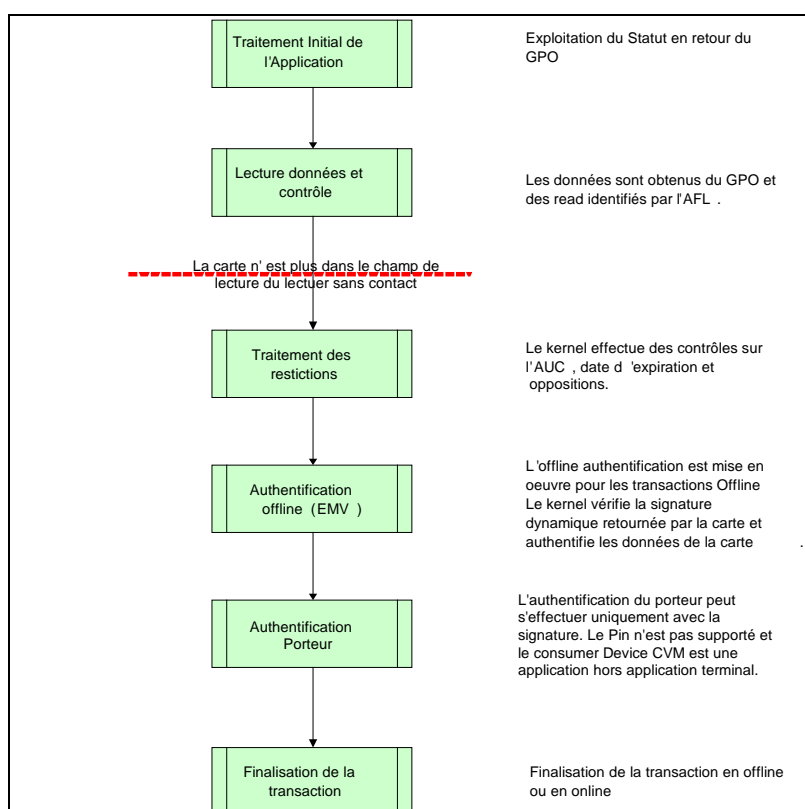 Traitement Initial de
l'Application
Exploitation du Statut en retour du
GPO
Lecture données et
contrôle
Les données sont obtenus du GPO et
des read identifiés par l'AFL .
La carte n' est plus dans le champ de
lecture du lectuer sans contact
Traitement des
restictions
Le kernel effectue des contrôles sur
l'AUC , date d 'expiration et
oppositions.
Authentification
offline (EMV )
L'offline authentification est mise en
oeuvre pour les transactions Offline
Le kernel vérifie la signature
dynamique retournée par la carte et
authentifie les données de la carte .
Authentification
Porteur
L'authentification du porteur peut
s'effectuer uniquement avec la
signature. Le Pin n'est pas supporté et
le consumer Device CVM est une
application hors application terminal.
Finalisation de la
transaction
Finalisation de la transaction en offline
ou en online